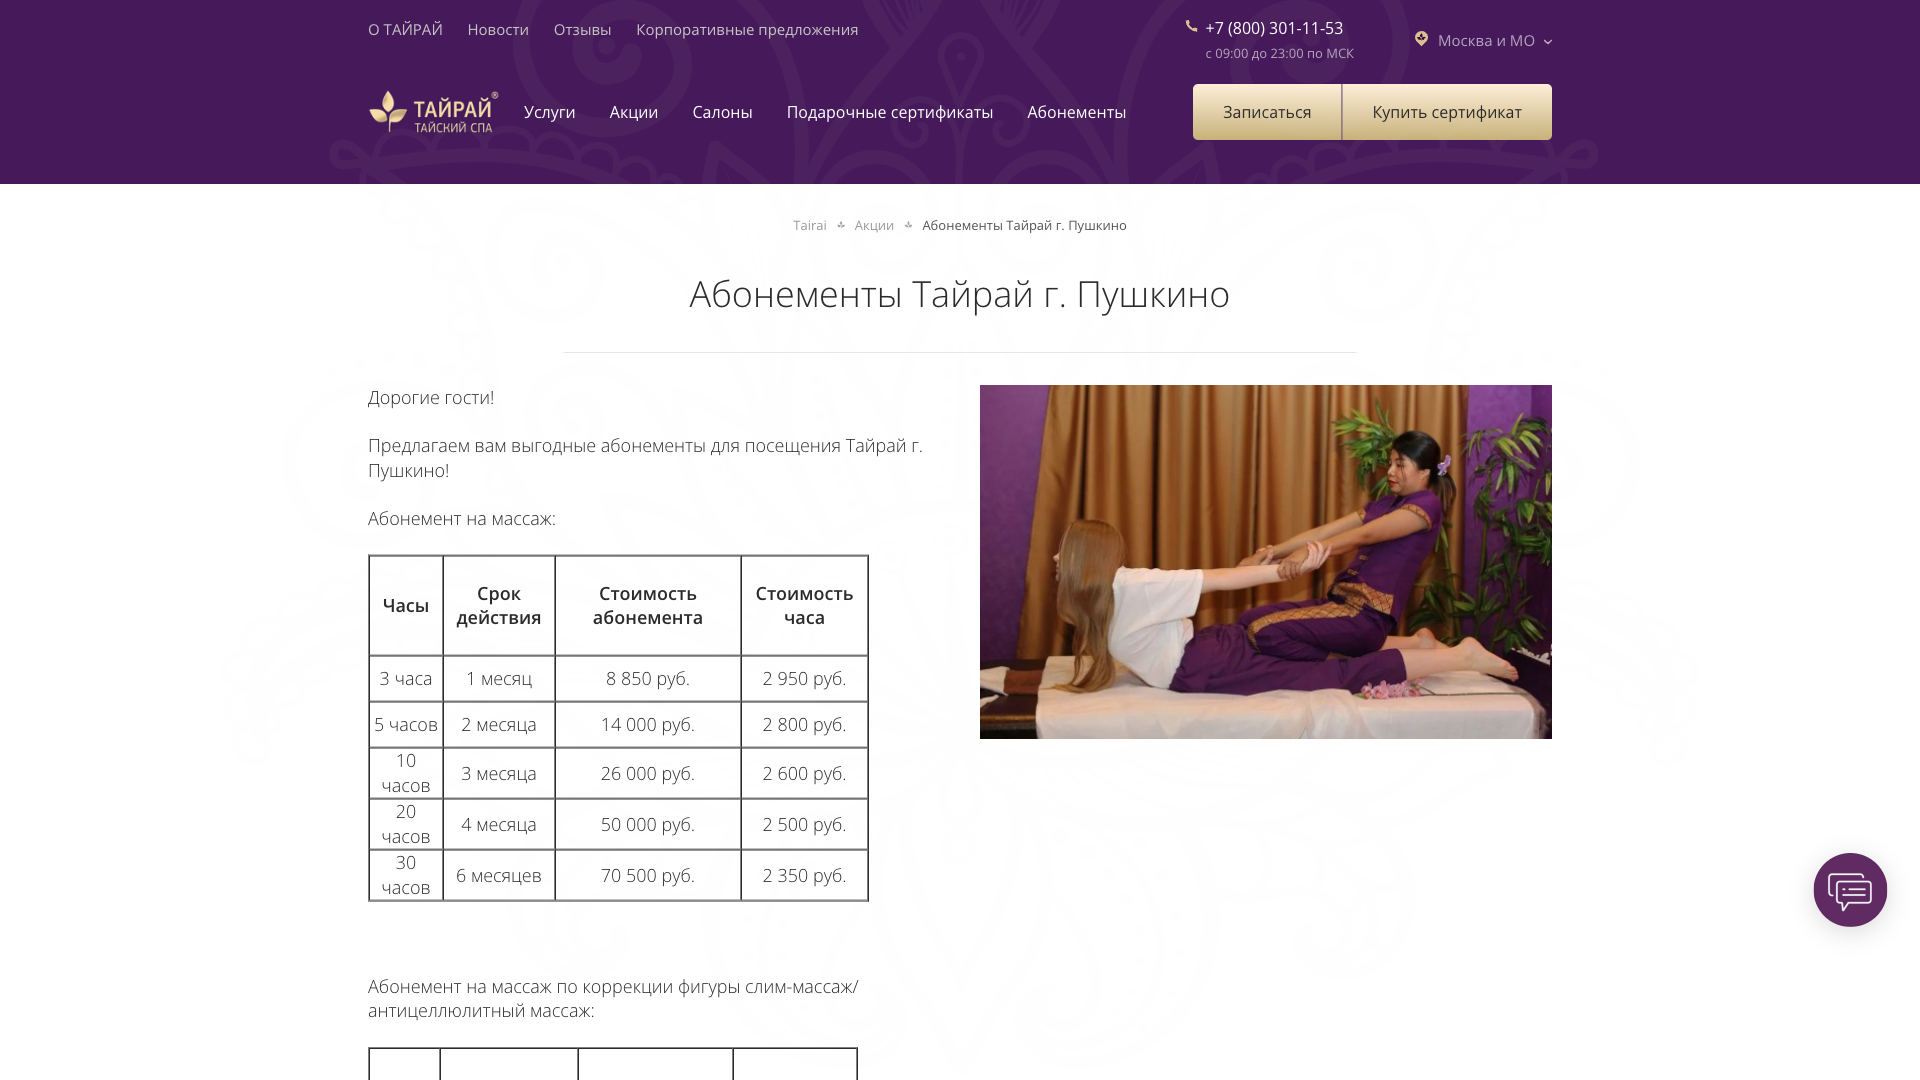 О ТАЙРАЙ Новости Отзывы Корпоративные предложения
+7 (800) 301-11-53
с 09:00 до 23:00 по МСК
Москва и МО
ТАЙРАЙ®
ТАЙСКИЙ СПА
Услуги Акции Салоны Подарочные сертификаты Абонементы
Записаться Купить сертификат
Tairai Акции Абонементы Тайрай г. Пушкино
Абонементы Тайрай г. Пушкино
Дорогие гости!
Предлагаем вам выгодные абонементы для посещения Тайрай г.
Пушкино!
Абонемент на массаж:
Часы Срок действия Стоимость абонемента Стоимость часа
3 часа 1 месяц 8 850 руб. 2 950 руб.
5 часов 2 месяца 14 000 руб. 2 800 руб.
10 часов 3 месяца 26 000 руб. 2 600 руб.
20 часов 4 месяца 50 000 руб. 2 500 руб.
30 часов 6 месяцев 70 500 руб. 2 350 руб.
Абонемент на массаж по коррекции фигуры слим-массаж/
антицеллюлитный массаж: